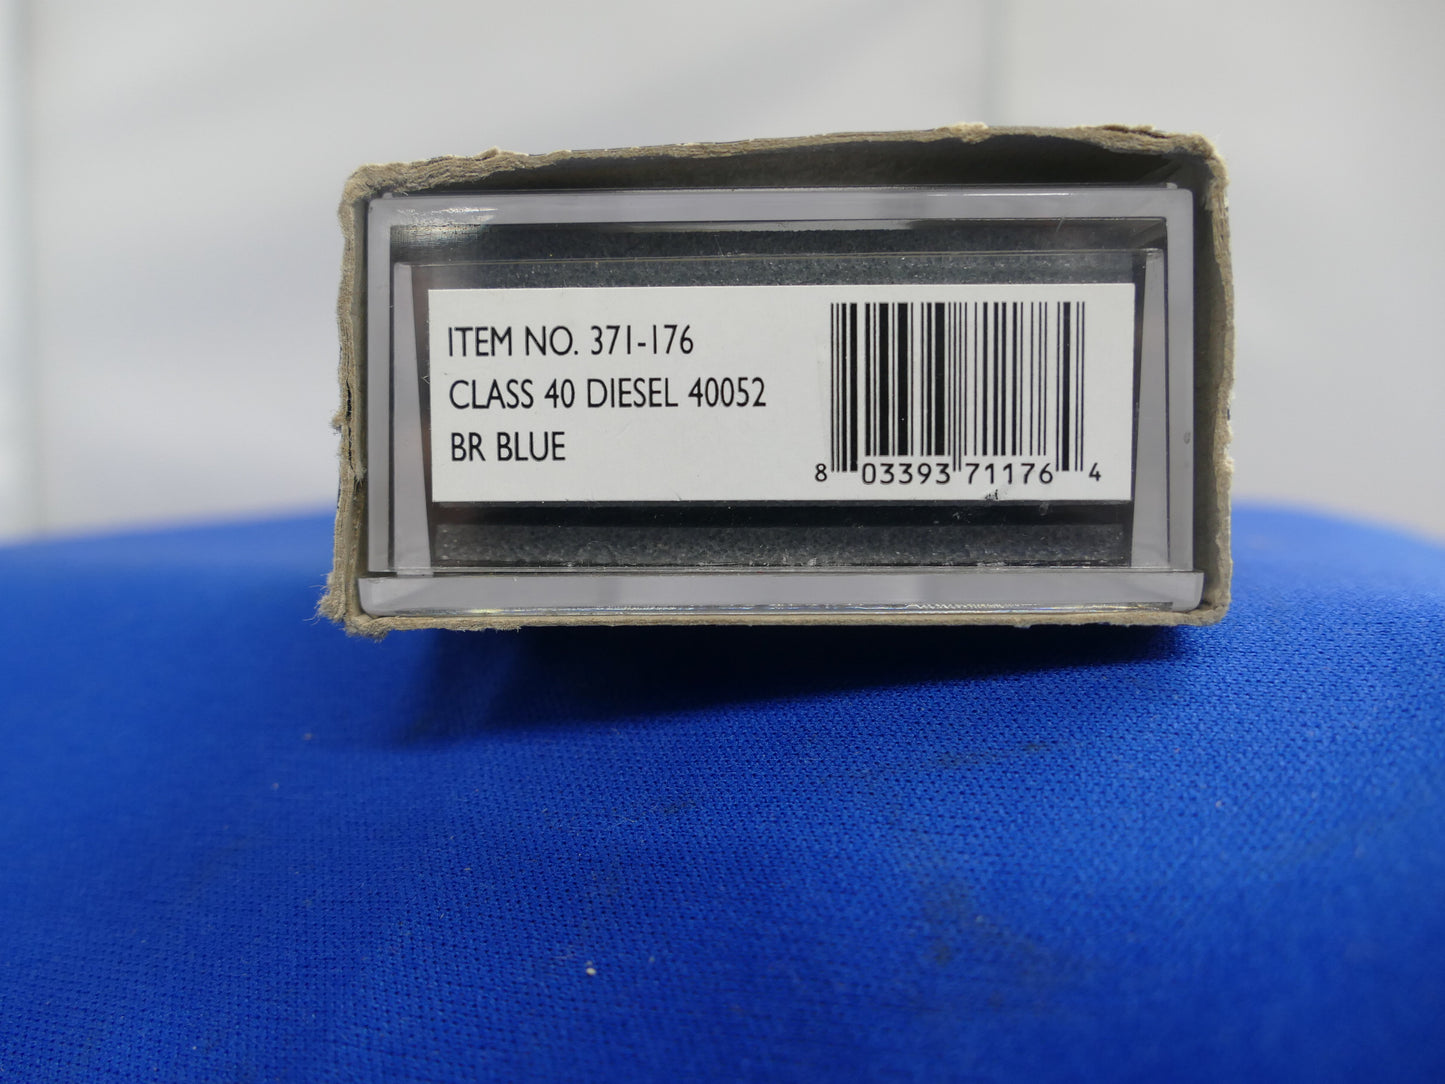 ITEM NO. 371-176
CLASS 40 DIESEL 40052
BR BLUE
8 03393 71176 4